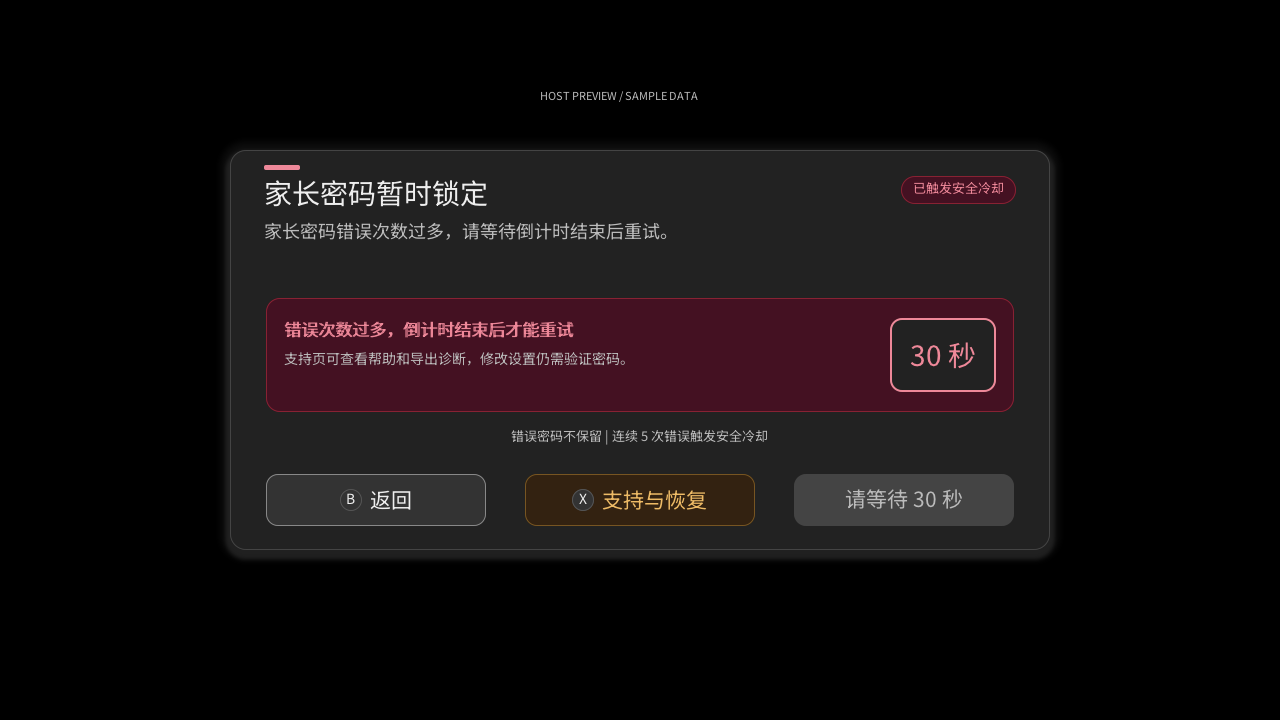 HOST PREVIEW / SAMPLE DATA
家长密码暂时锁定
已触发安全冷却
家长密码错误次数过多，请等待倒计时结束后重试。
错误次数过多，倒计时结束后才能重试
支持页可查看帮助和导出诊断，修改设置仍需验证密码。
30 秒
错误密码不保留 | 连续 5 次错误触发安全冷却
B 返回
X 支持与恢复
请等待 30 秒